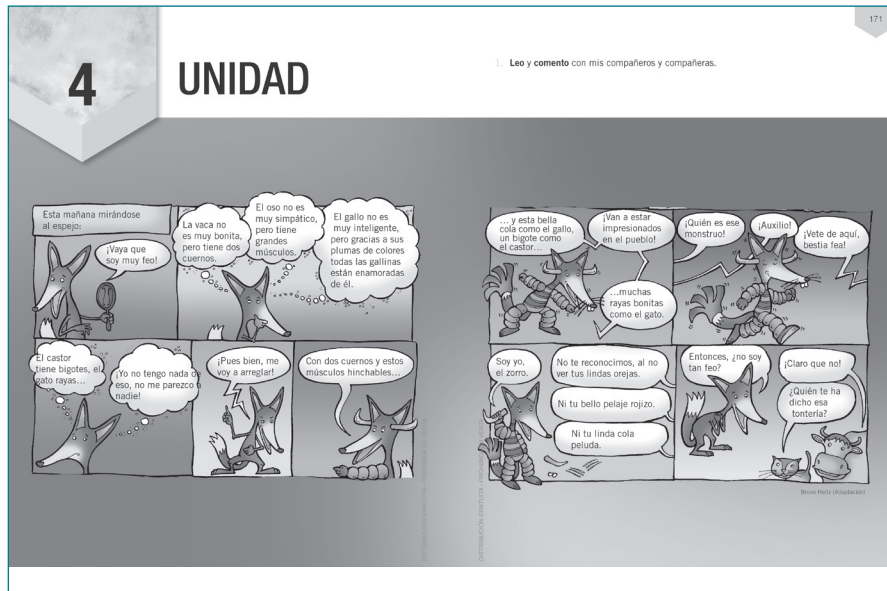 171
4
UNIDAD
1. Leo y comento con mis compañeros y compañeras.
Esta mañana mirándose
al espejo:
¡Vaya que
soy muy feo!
La vaca no
es muy bonita,
pero tiene dos
cuernos.
El oso no es
muy simpático,
pero tiene
grandes
músculos.
El gallo no es
muy inteligente,
pero gracias a sus
plumas de colores
todas las gallinas
están enamoradas
de él.
El castor
tiene bigotes, el
gato rayas...
¡Yo no tengo nada de
eso, no me parezco a
nadie!
¡Pues bien, me
voy a arreglar!
Con dos cuernos y estos
músculos hinchables...
... y esta bella
cola como el gallo,
un bigote como
el castor...
¡Van a estar
impresionados
en el pueblo!
...muchas
rayas bonitas
como el gato.
¡Quién es ese
monstruo!
¡Auxilio!
¡Vete de aquí,
bestia fea!
Soy yo,
el zorro.
No te reconocimos, al no
ver tus lindas orejas.
Ni tu bello pelaje rojizo.
Ni tu linda cola
peluda.
Entonces, ¿no soy
tan feo?
¡Claro que no!
¿Quién te ha
dicho esa
tontería?
Bruno Heitz (Adaptación)